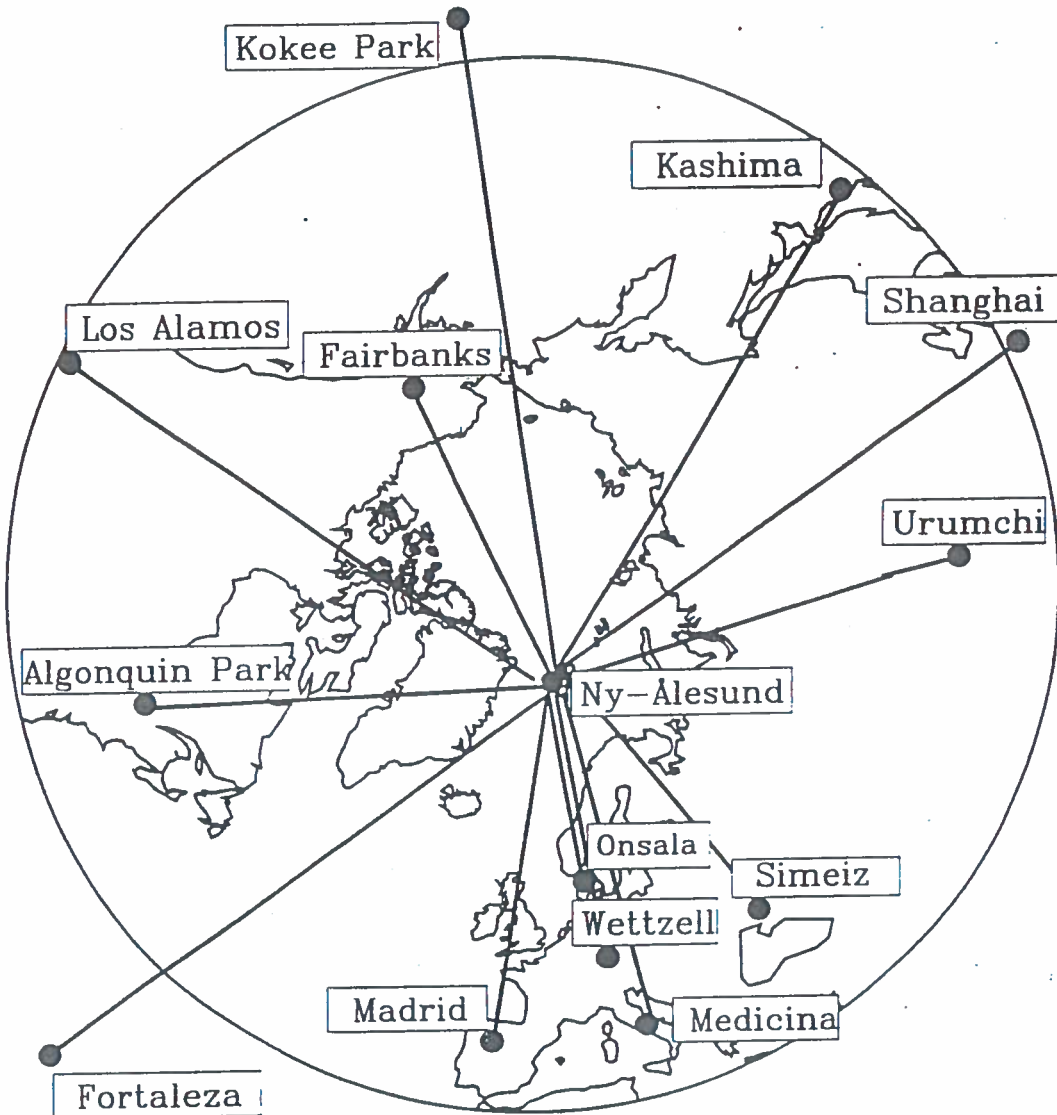 Kokee Park
Kashima
Shanghai
Los Alamos
Fairbanks
Urumchi
Algonquin Park
Ny-Ålesund
Onsala
Simeiz
Wettzell
Madrid
Medicina
Fortaleza